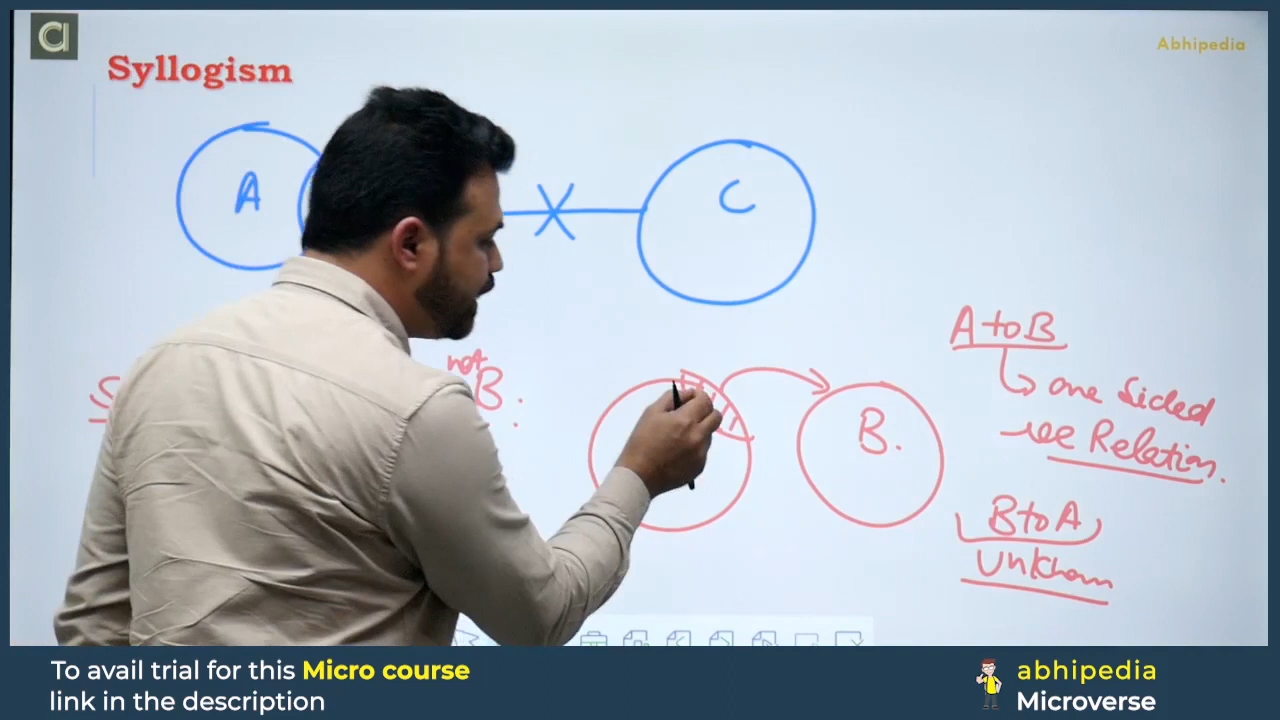 Abhipedia
Syllogism
A
C
A to B
one Sided
-ve Relation.
not
S
B.
B.
B to A
Unknown
To avail trial for this Micro course
link in the description
abhipedia
Microverse